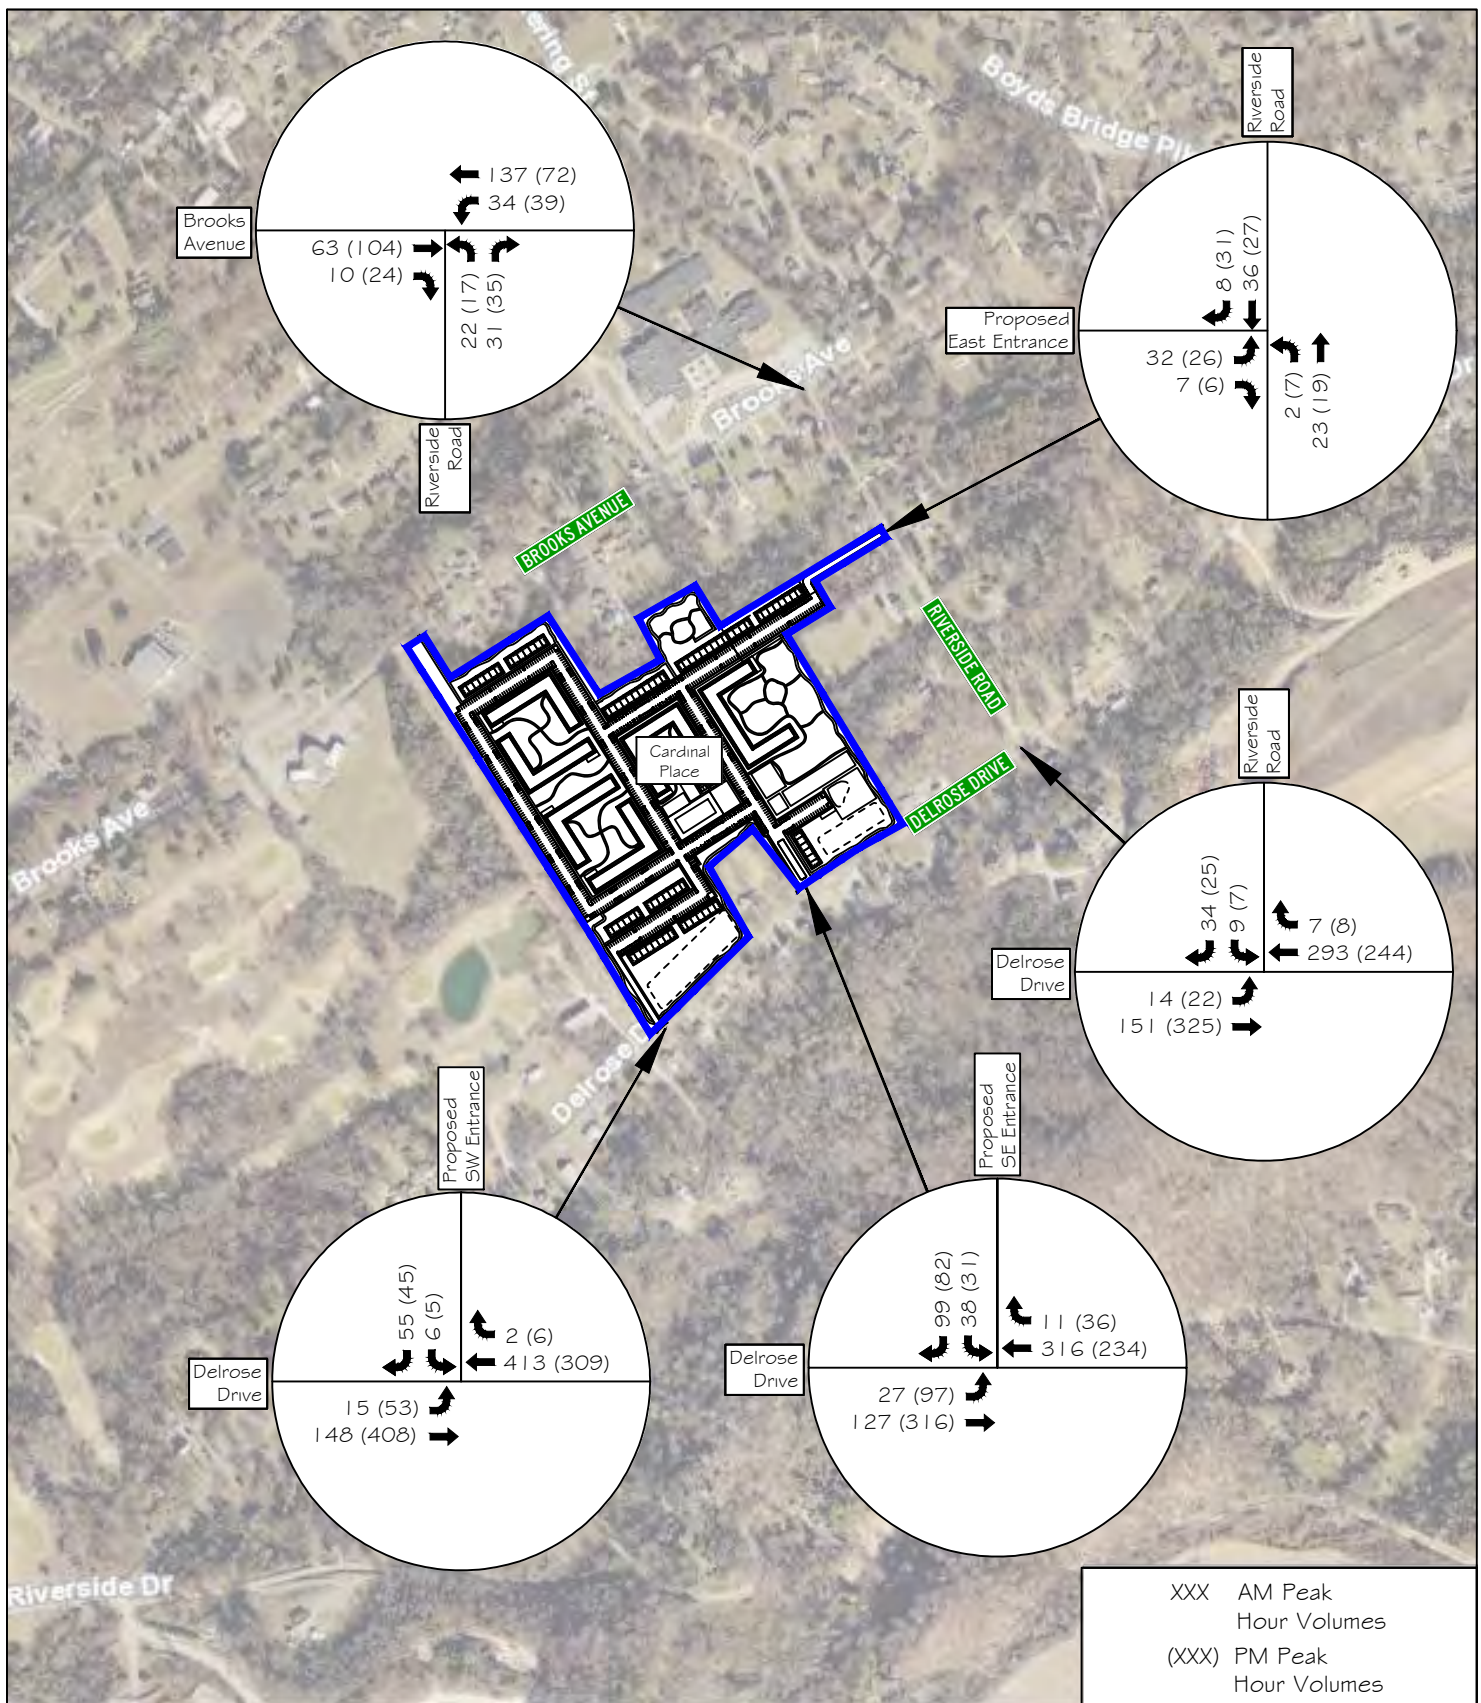 ering St
Boyds Bridge Pik
Riverside
Road
137 (72)
34 (39)
Brooks
Avenue
63 (104)
10 (24)
22 (17)
31 (35)
Riverside
Road
8 (31)
36 (27)
Proposed
East Entrance
32 (26)
7 (6)
2 (7)
23 (19)
Brooks Ave
Dr
BROOKS AVENUE
RIVERSIDE ROAD
Cardinal
Place
DELROSE DRIVE
Brooks Ave
Riverside
Road
34 (25)
9 (7)
7 (8)
293 (244)
Delrose
Drive
14 (22)
151 (325)
Delrose D
Proposed
SW Entrance
55 (45)
6 (5)
2 (6)
413 (309)
Delrose
Drive
15 (53)
148 (408)
Proposed
SE Entrance
99 (82)
38 (31)
11 (36)
316 (234)
Delrose
Drive
27 (97)
127 (316)
Riverside Dr
XXX AM Peak
Hour Volumes
(XXX) PM Peak
Hour Volumes